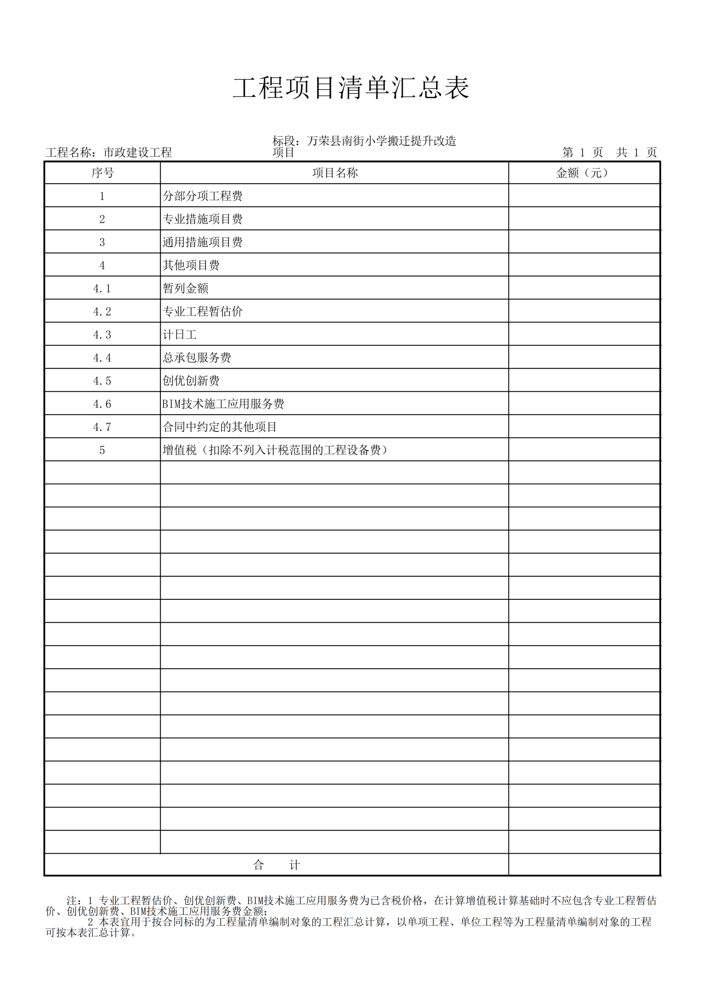 工程项目清单汇总表
标段：万荣县南街小学搬迁提升改造
工程名称：市政建设工程 项目 第 1 页 共 1 页
序号 项目名称 金额（元）
1 分部分项工程费
2 专业措施项目费
3 通用措施项目费
4 其他项目费
4.1 暂列金额
4.2 专业工程暂估价
4.3 计日工
4.4 总承包服务费
4.5 创优创新费
4.6 BIM技术施工应用服务费
4.7 合同中约定的其他项目
5 增值税（扣除不列入计税范围的工程设备费）
合 计
注：1 专业工程暂估价、创优创新费、BIM技术施工应用服务费为已含税价格，在计算增值税计算基础时不应包含专业工程暂估
价、创优创新费、BIM技术施工应用服务费金额；
2 本表宜用于按合同标的为工程量清单编制对象的工程汇总计算，以单项工程、单位工程等为工程量清单编制对象的工程
可按本表汇总计算。